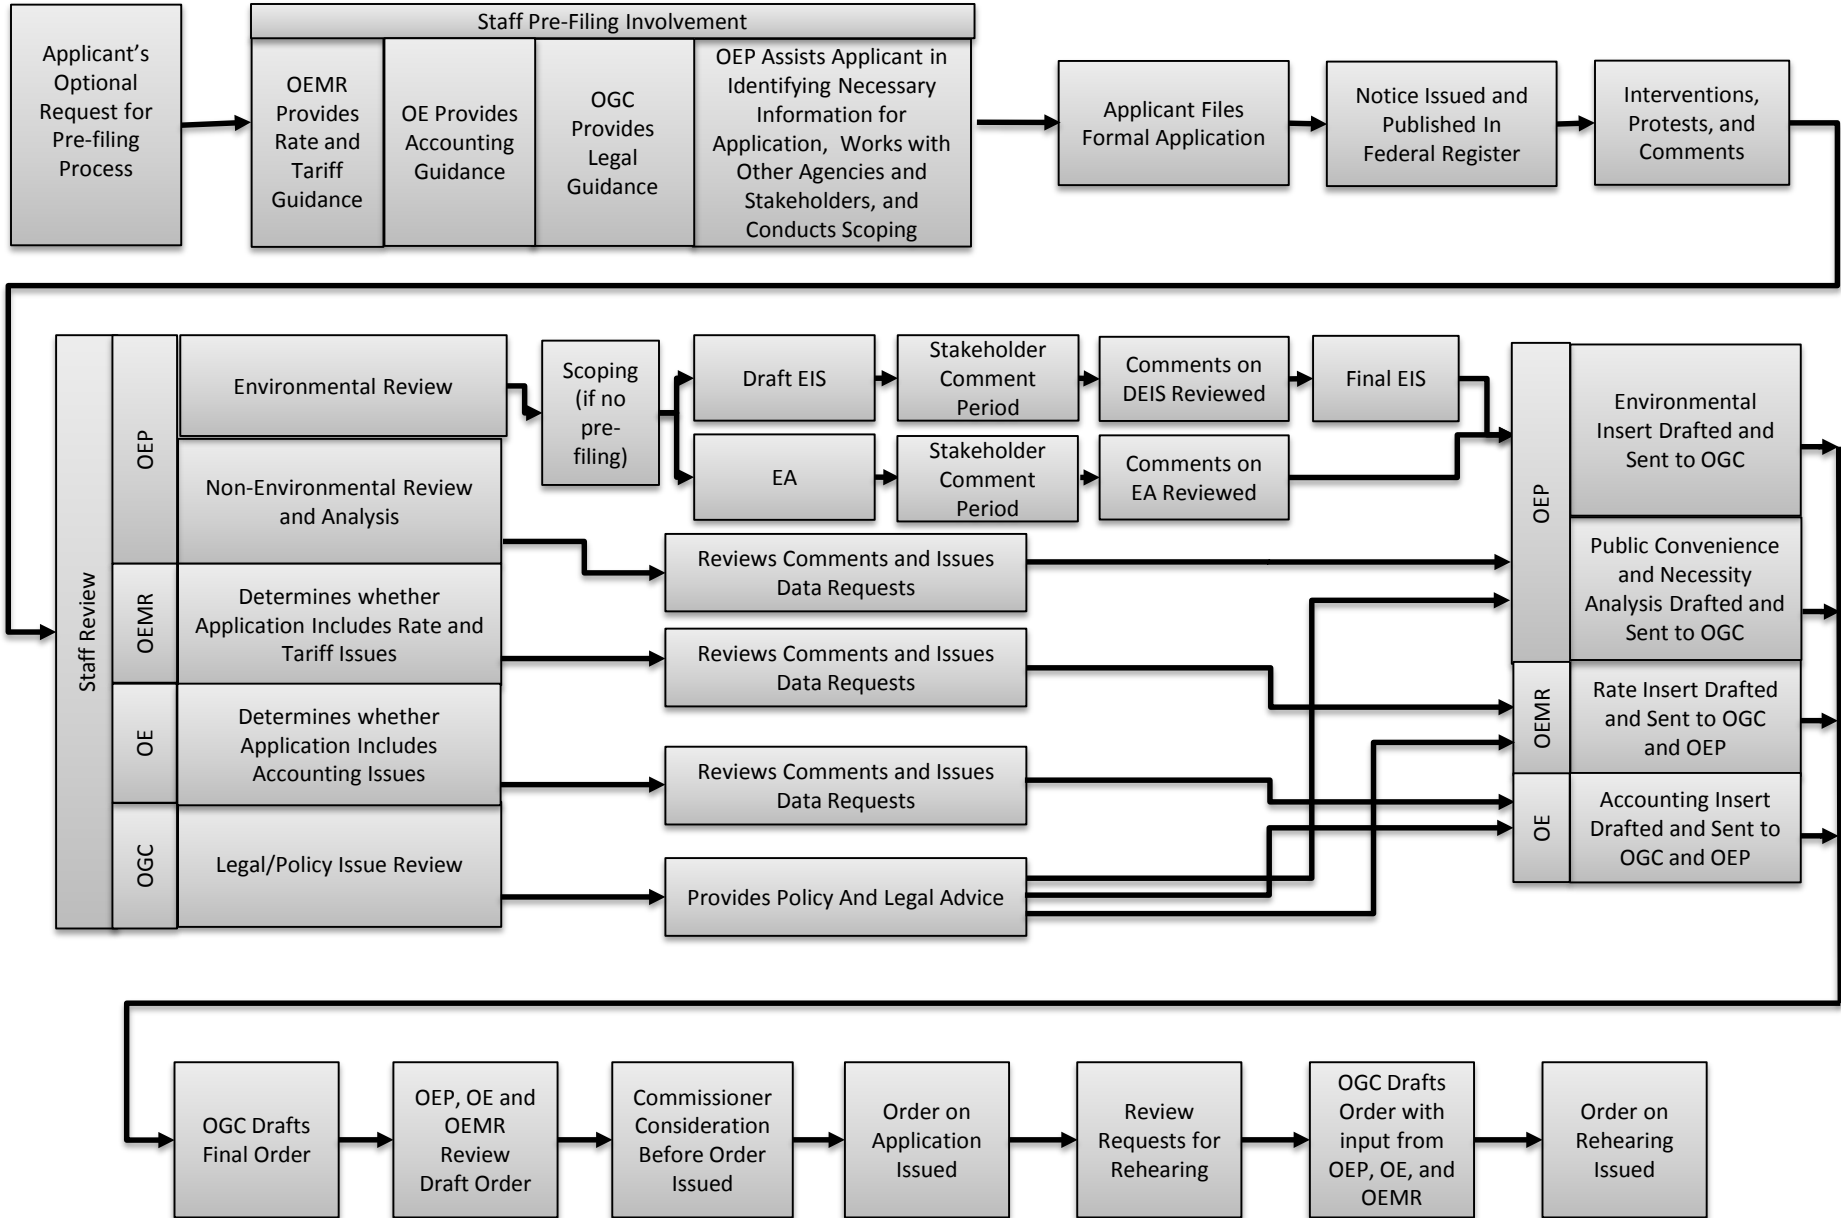 Applicant's
Optional
Request for
Pre-filing
Process
Staff Pre-Filing Involvement
OEMR
Provides
Rate and
Tariff
Guidance
OE Provides
Accounting
Guidance
OGC
Provides
Legal
Guidance
OEP Assists Applicant in
Identifying Necessary
Information for
Application, Works with
Other Agencies and
Stakeholders, and
Conducts Scoping
Applicant Files
Formal Application
Notice Issued and
Published In
Federal Register
Interventions,
Protests, and
Comments
Staff Review
OEP
Environmental Review
Scoping
(if no
pre-
filing)
Draft EIS
Stakeholder
Comment
Period
Comments on
DEIS Reviewed
Final EIS
EA
Stakeholder
Comment
Period
Comments on
EA Reviewed
Non-Environmental Review
and Analysis
Reviews Comments and Issues
Data Requests
OEMR
Determines whether
Application Includes Rate and
Tariff Issues
Reviews Comments and Issues
Data Requests
OE
Determines whether
Application Includes
Accounting Issues
Reviews Comments and Issues
Data Requests
OGC
Legal/Policy Issue Review
Provides Policy And Legal Advice
OEP
Environmental
Insert Drafted and
Sent to OGC
Public Convenience
and Necessity
Analysis Drafted and
Sent to OGC
OEMR
Rate Insert Drafted
and Sent to OGC
and OEP
OE
Accounting Insert
Drafted and Sent to
OGC and OEP
OGC Drafts
Final Order
OEP, OE and
OEMR
Review
Draft Order
Commissioner
Consideration
Before Order
Issued
Order on
Application
Issued
Review
Requests for
Rehearing
OGC Drafts
Order with
input from
OEP, OE, and
OEMR
Order on
Rehearing
Issued